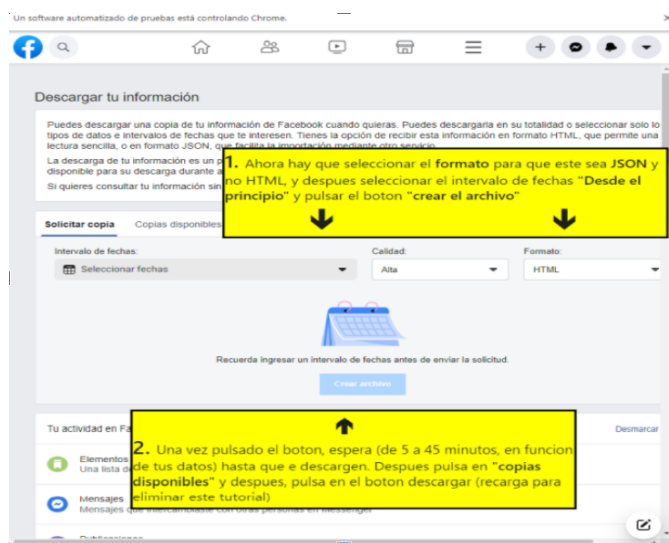 Un software automatizado de pruebas está controlando Chrome.
Descargar tu información
Puedes descargar una copia de tu información de Facebook cuando quieras. Puedes descargarla en su totalidad o seleccionar solo lo
tipos de datos e intervalos de fechas que te interesen. Tienes la opción de recibir esta información en formato HTML, que permite una
lectura sencilla, o en formato JSON, que facilita la importación mediante otro servicio.
La descarga de tu información es un p
disponible para su descarga durante a
Si quieres consultar tu información sin
1. Ahora hay que seleccionar el formato para que este sea JSON y
no HTML, y despues seleccionar el intervalo de fechas "Desde el
principio" y pulsar el boton "crear el archivo"
Solicitar copia Copias disponibles
Intervalo de fechas: Calidad: Formato:
Seleccionar fechas Alta HTML
Recuerda ingresar un intervalo de fechas antes de enviar la solicitud.
Crear archivo
Tu actividad en Fa Desmarcar
2. Una vez pulsado el boton, espera (de 5 a 45 minutos, en funcion
de tus datos) hasta que e descargen. Despues pulsa en "copias
disponibles" y despues, pulsa en el boton descargar (recarga para
eliminar este tutorial)
Elementos
Una lista d
Mensajes
Mensajes que intercambiaste con otras personas en Messenger